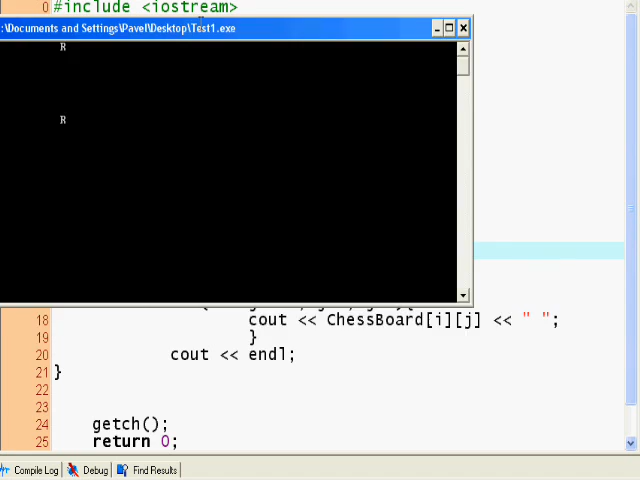 0 #include <iostream>
:\Documents and Settings\Pavel\Desktop\Test1.exe
R
R
18 cout << ChessBoard[i][j] << " ";
19 }
20 cout << endl;
21 }
22
23
24 getch();
25 return 0;
Compile Log Debug Find Results